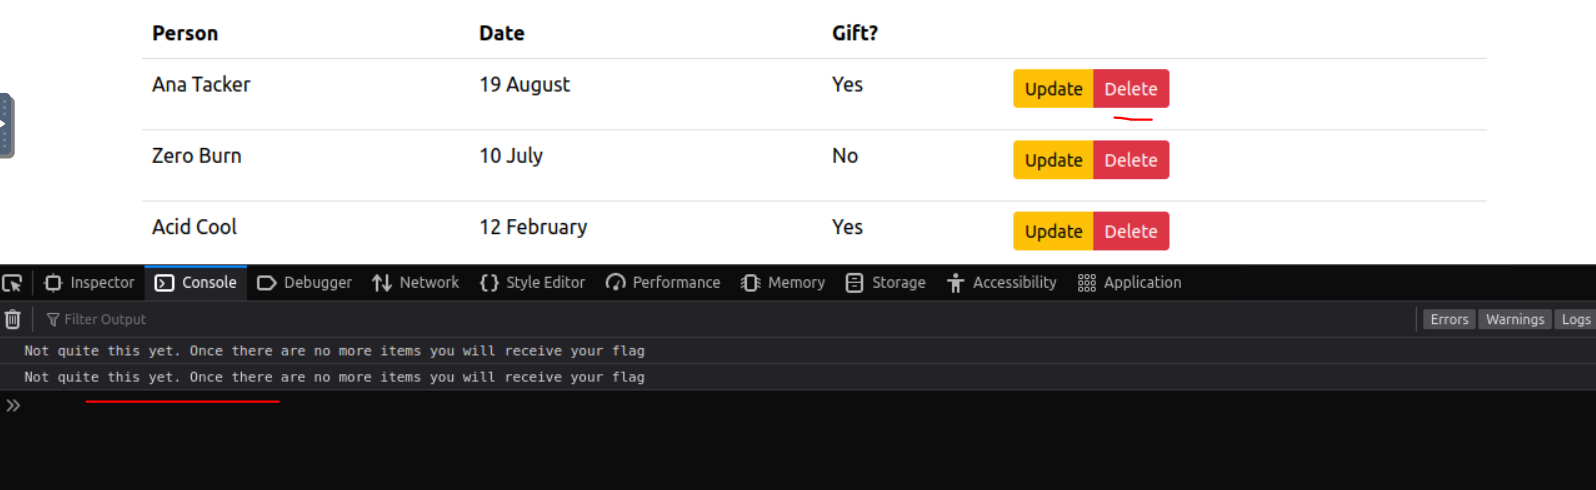 Person Date Gift?
Ana Tacker 19 August Yes Update Delete
Zero Burn 10 July No Update Delete
Acid Cool 12 February Yes Update Delete
Inspector Console Debugger Network Style Editor Performance Memory Storage Accessibility Application
Filter Output Errors Warnings Logs
Not quite this yet. Once there are no more items you will receive your flag
Not quite this yet. Once there are no more items you will receive your flag